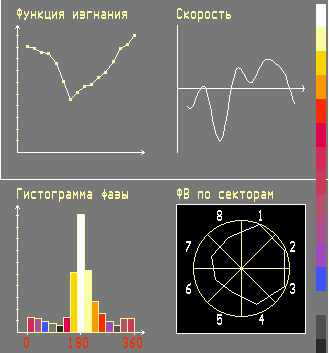 Функция изгнания
Скорость
Гистограмма фазы
ФВ по секторам
8 1
7 2
6 3
5 4
0 180 360